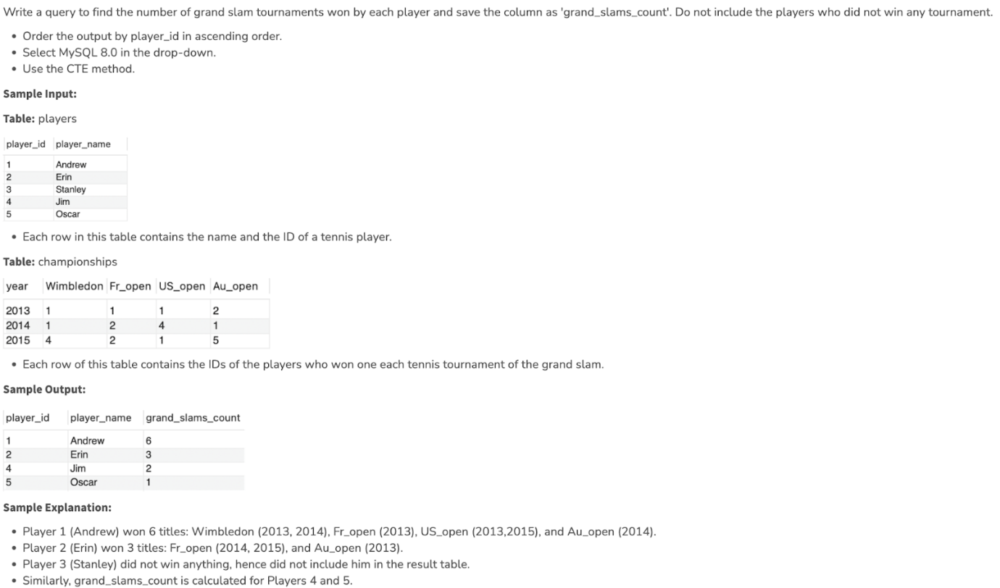 Write a query to find the number of grand slam tournaments won by each player and save the column as 'grand_slams_count'. Do not include the players who did not win any tournament.
• Order the output by player_id in ascending order.
• Select MySQL 8.0 in the drop-down.
• Use the CTE method.
Sample Input:
Table: players
player_id player_name
1 Andrew
2 Erin
3 Stanley
4 Jim
5 Oscar
• Each row in this table contains the name and the ID of a tennis player.
Table: championships
year Wimbledon Fr_open US_open Au_open
2013 1 1 1 2
2014 1 2 4 1
2015 4 2 1 5
• Each row of this table contains the IDs of the players who won one each tennis tournament of the grand slam.
Sample Output:
player_id player_name grand_slams_count
1 Andrew 6
2 Erin 3
4 Jim 2
5 Oscar 1
Sample Explanation:
• Player 1 (Andrew) won 6 titles: Wimbledon (2013, 2014), Fr_open (2013), US_open (2013,2015), and Au_open (2014).
• Player 2 (Erin) won 3 titles: Fr_open (2014, 2015), and Au_open (2013).
• Player 3 (Stanley) did not win anything, hence did not include him in the result table.
• Similarly, grand_slams_count is calculated for Players 4 and 5.